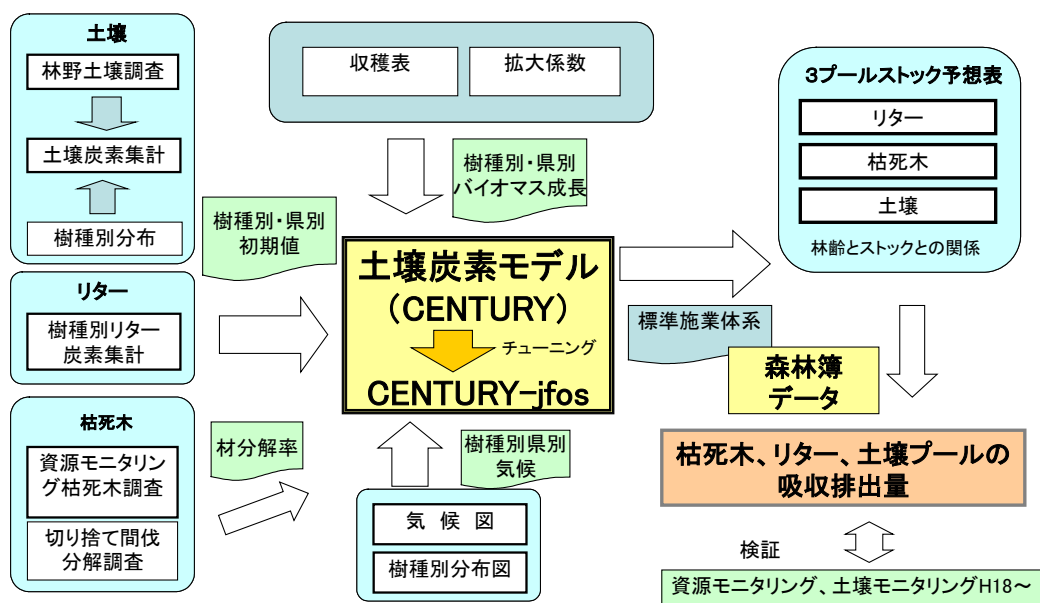 土壌
林野土壌調査
土壌炭素集計
樹種別分布
リター
樹種別リター
炭素集計
枯死木
資源モニタリン
グ枯死木調査
切り捨て間伐
分解調査
収穫表
拡大係数
樹種別・県別
バイオマス成長
樹種別・県別
初期値
材分解率
土壌炭素モデル
(CENTURY)
チューニング
CENTURY-jfos
樹種別県別
気候
気 候 図
樹種別分布図
3プールストック予想表
リター
枯死木
土壌
林齢とストックとの関係
標準施業体系
森林簿
データ
枯死木、リター、土壌プールの
吸収排出量
検証
資源モニタリング、土壌モニタリングH18～